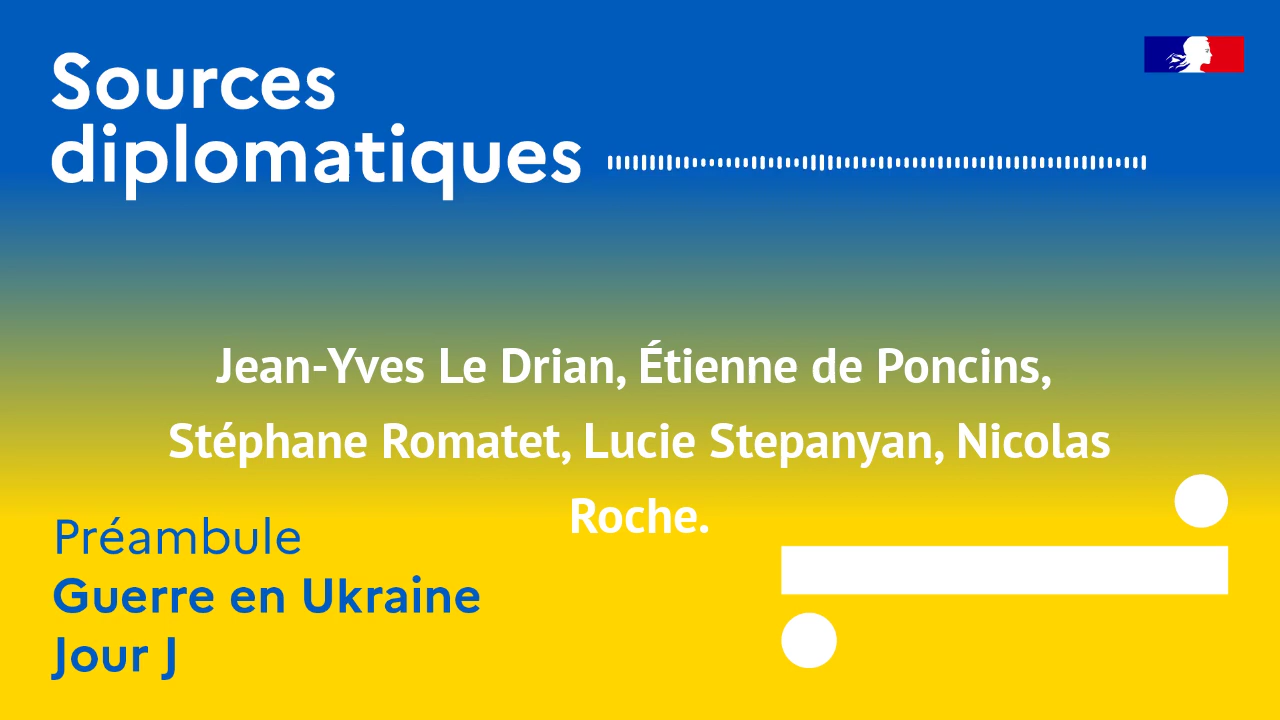 Sources
diplomatiques
Jean-Yves Le Drian, Étienne de Poncins,
Stéphane Romatet, Lucie Stepanyan, Nicolas
Roche.
Préambule
Guerre en Ukraine
Jour J